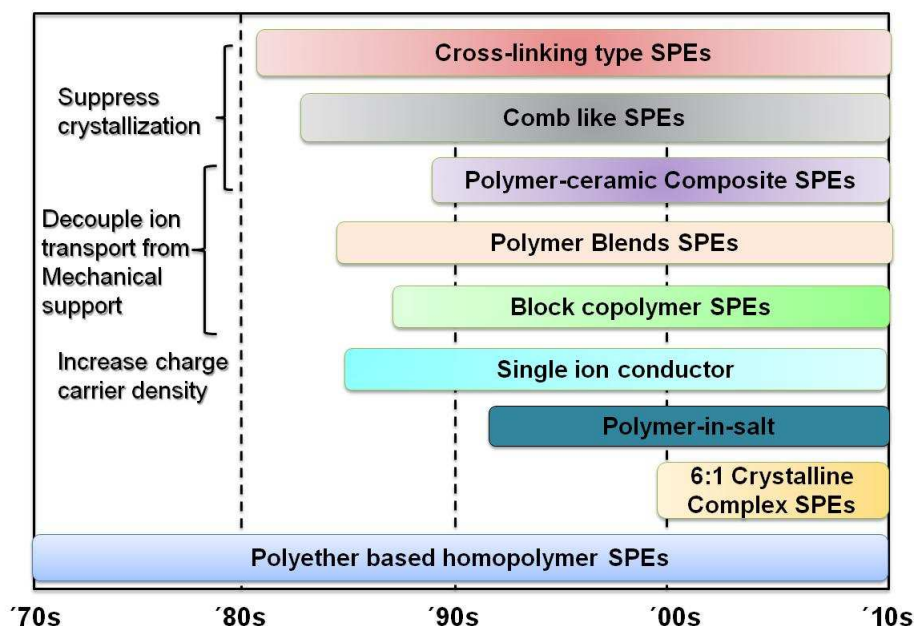 Cross-linking type SPEs
Suppress
crystallization
Comb like SPEs
Polymer-ceramic Composite SPEs
Decouple ion
transport from
Mechanical
support
Polymer Blends SPEs
Block copolymer SPEs
Increase charge
carrier density
Single ion conductor
Polymer-in-salt
6:1 Crystalline
Complex SPEs
Polyether based homopolymer SPEs
´70s ´80s ´90s ´00s ´10s